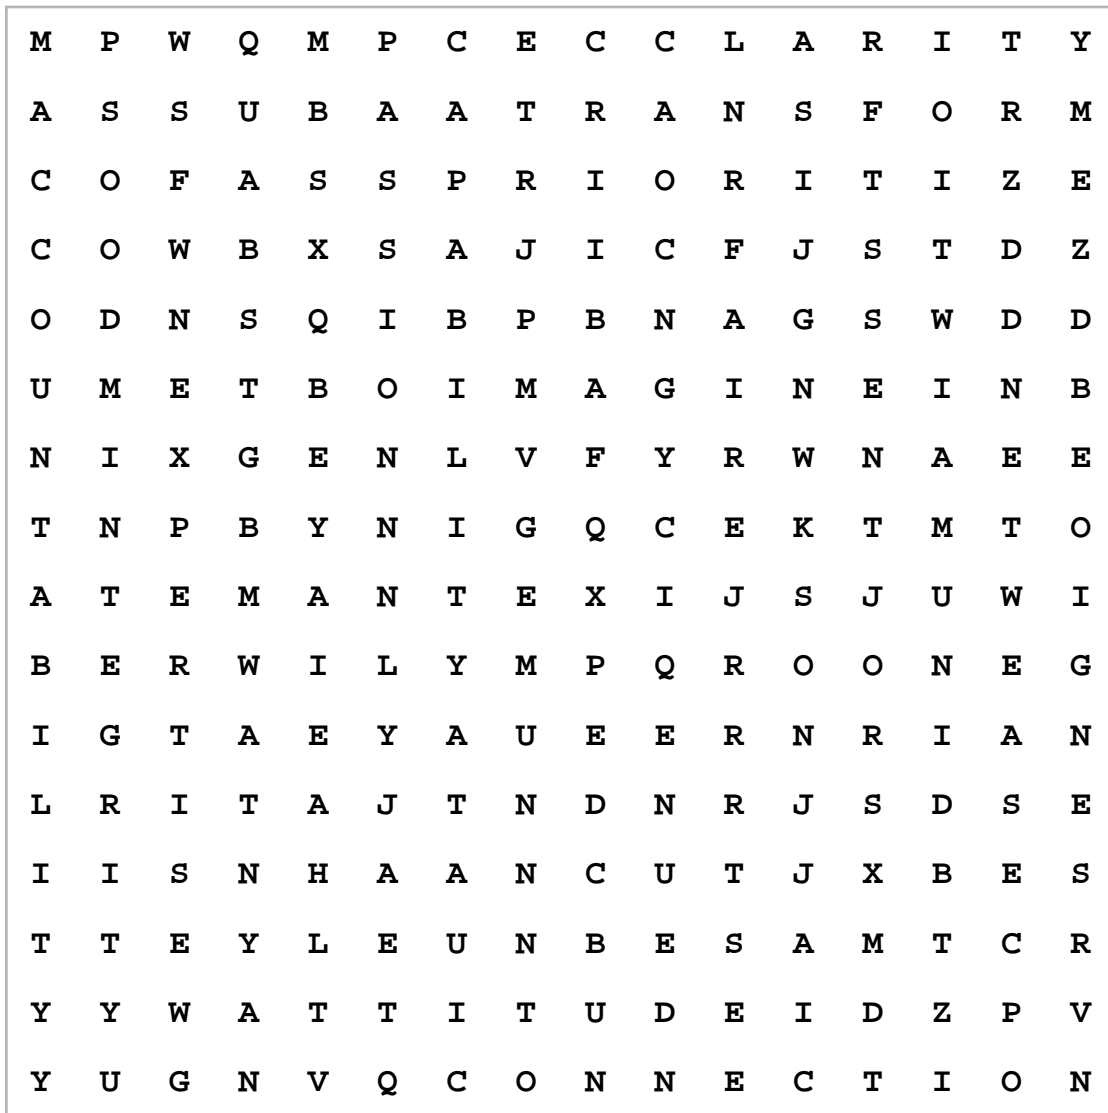 M P W Q M P C E C C L A R I T Y
A S S U B A A T R A N S F O R M
C O F A S S P R I O R I T I Z E
C O W B X S A J I C F J S T D Z
O D N S Q I B P B N A G S W D D
U M E T B O I M A G I N E I N B
N I X G E N L V F Y R W N A E E
T N P B Y N I G Q C E K T M T O
A T E M A N T E X I J S J U W I
B E R W I L Y M P Q R O O N E G
I G T A E Y A U E E R N R I A N
L R I T A J T N D N R J S D S E
I I S N H A A N C U T J X B E S
T T E Y L E U N B E S A M T C R
Y Y W A T T I T U D E I D Z P V
Y U G N V Q C O N N E C T I O N